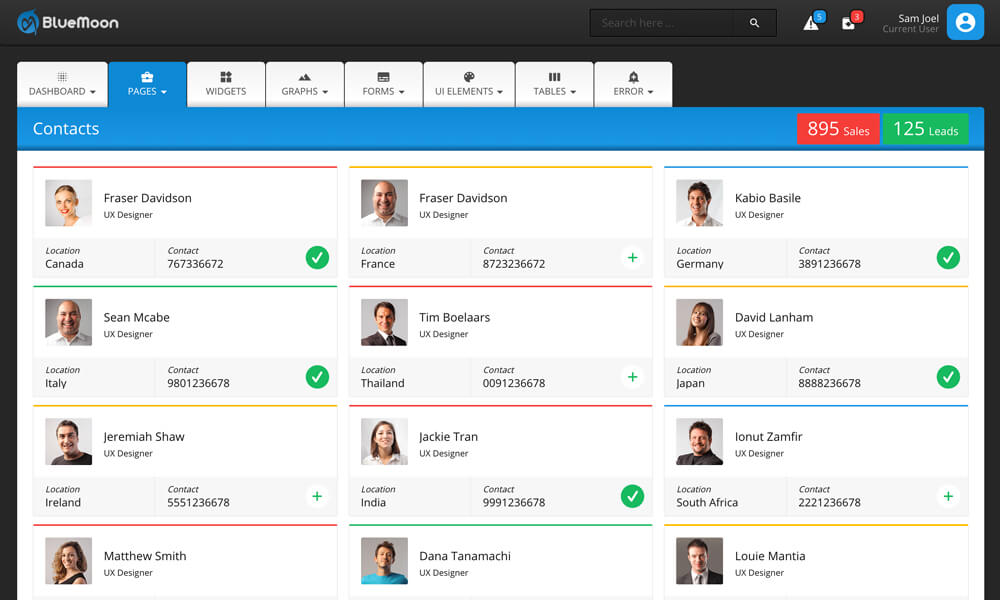 BlueMoon
Search here ...
5
3
Sam Joel
Current User
DASHBOARD
PAGES
WIDGETS
GRAPHS
FORMS
UI ELEMENTS
TABLES
ERROR
Contacts
895 Sales
125 Leads
Fraser Davidson
UX Designer
Location
Canada
Contact
767336672
Fraser Davidson
UX Designer
Location
France
Contact
8723236672
Kabio Basile
UX Designer
Location
Germany
Contact
3891236678
Sean Mcabe
UX Designer
Location
Italy
Contact
9801236678
Tim Boelaars
UX Designer
Location
Thailand
Contact
0091236678
David Lanham
UX Designer
Location
Japan
Contact
8888236678
Jeremiah Shaw
UX Designer
Location
Ireland
Contact
5551236678
Jackie Tran
UX Designer
Location
India
Contact
9991236678
Ionut Zamfir
UX Designer
Location
South Africa
Contact
2221236678
Matthew Smith
UX Designer
Dana Tanamachi
UX Designer
Louie Mantia
UX Designer